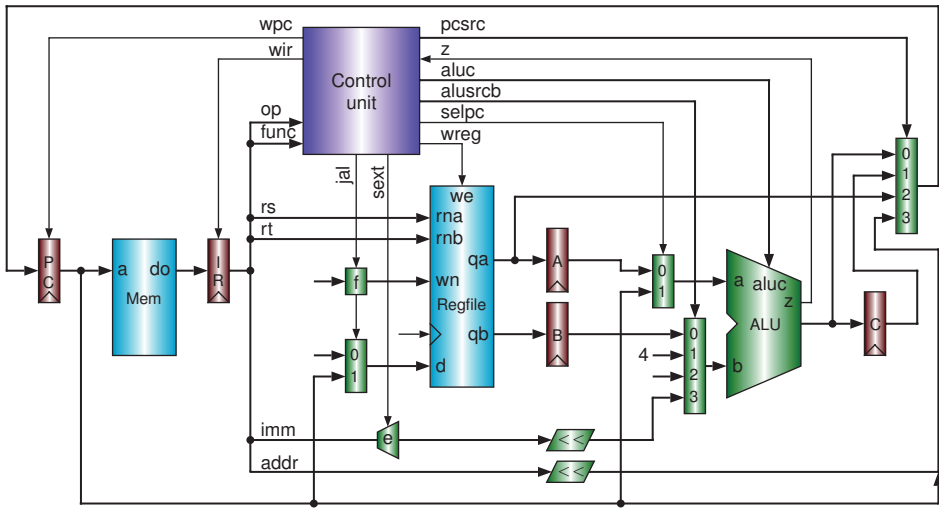 wpc
pcsrc
wir
z
Control
unit
aluc
alusrcb
op
selpc
func
wreg
jal
sext
0
1
2
3
we
rs
rna
rt
rnb
qa
P
C
a
do
Mem
I
R
f
wn
Regfile
A
0
1
a
aluc
z
ALU
b
C
qb
B
0
1
d
4
0
1
2
3
imm
e
<<
addr
<<